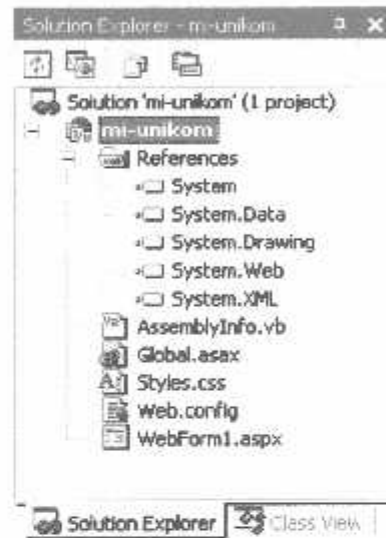 Solution Explorer - mi-unikom
Solution 'mi-unikom' (1 project)
mi-unikom
References
System
System.Data
System.Drawing
System.Web
System.XML
AssemblyInfo.vb
Global.asax
Styles.css
Web.config
WebForm1.aspx
Solution Explorer Class View